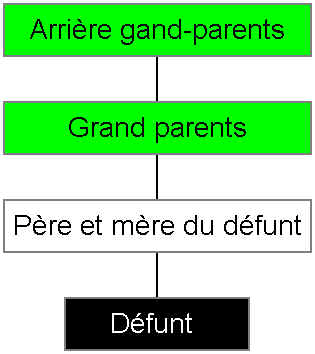 Arrière gand-parents
Grand parents
Père et mère du défunt
Défunt